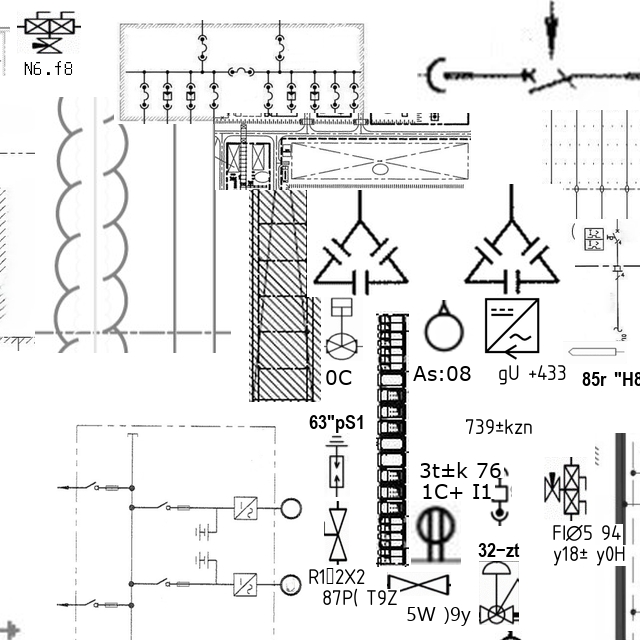 N6.f8
0C
As:08
gU +433
85r "H8
63"pS1
739±kzn
3t±k 76
1C+ I1
FIØ5 94
y18± y0H
32-zt
R1▯2X2
87P( T9Z
5W )9y